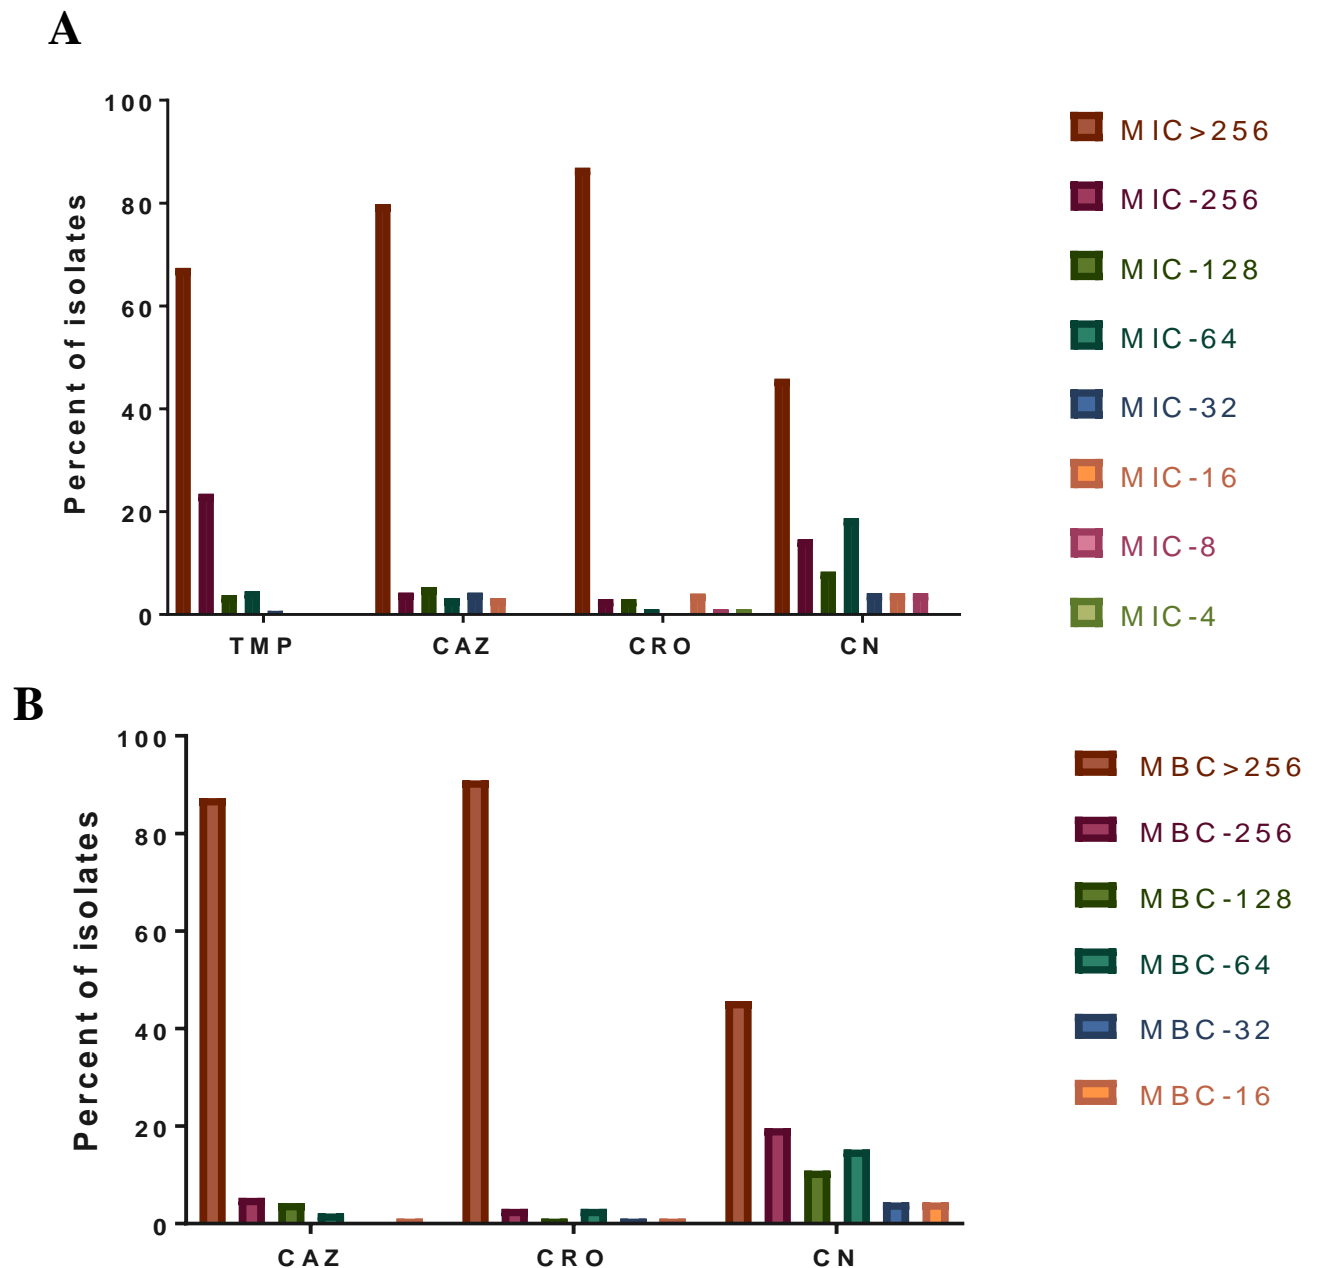 A
100
80
60
40
20
0
Percent of isolates
TMP CAZ CRO CN
MIC>256
MIC-256
MIC-128
MIC-64
MIC-32
MIC-16
MIC-8
MIC-4
B
100
80
60
40
20
0
Percent of isolates
CAZ CRO CN
MBC>256
MBC-256
MBC-128
MBC-64
MBC-32
MBC-16